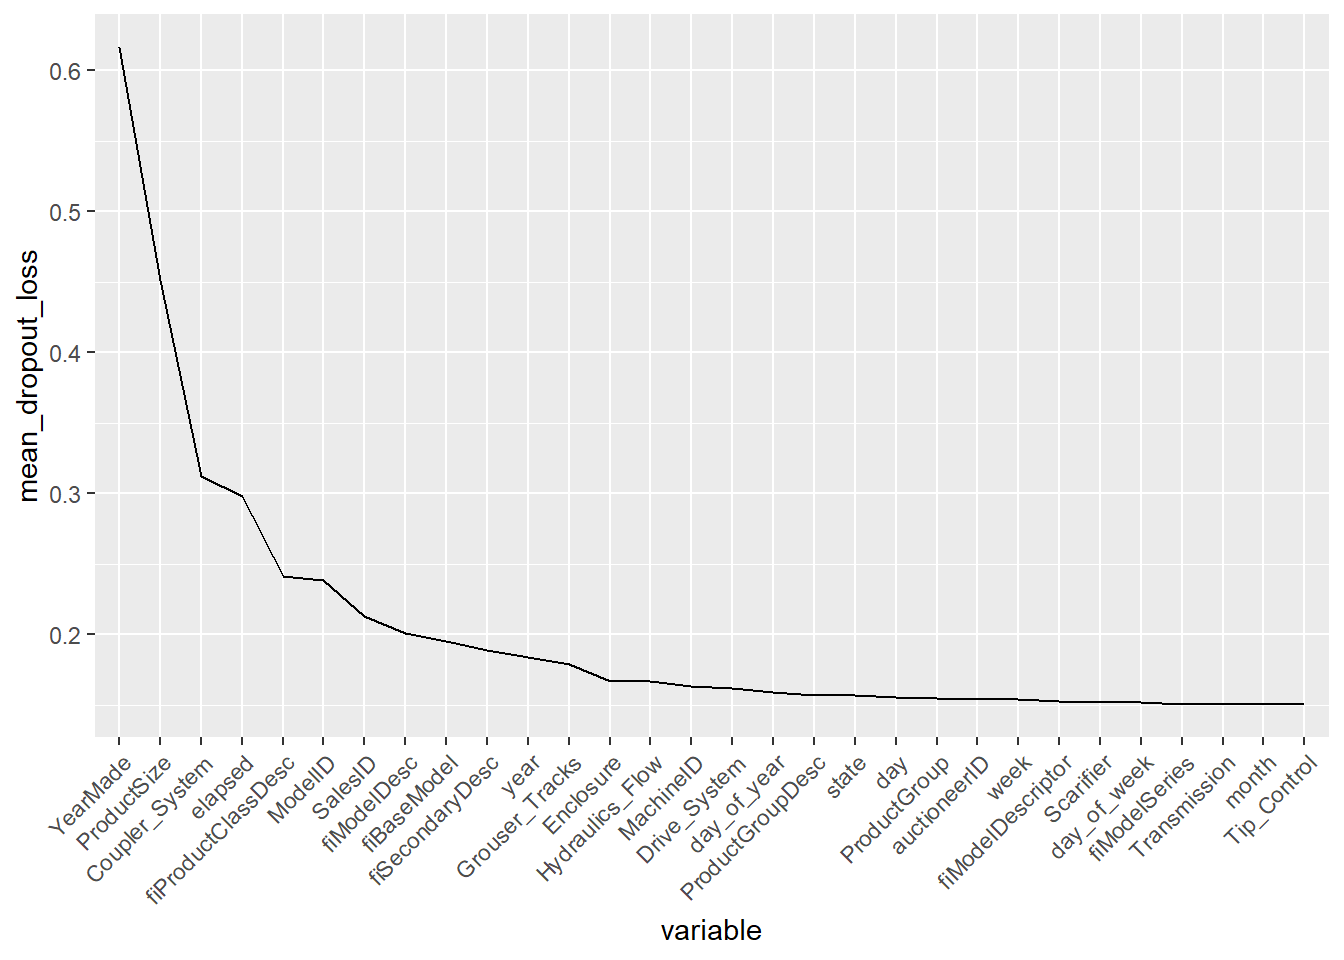 mean_dropout_loss
0.6
0.5
0.4
0.3
0.2
YearMade
ProductSize
Coupler_System
elapsed
fiProductClassDesc
ModelID
SalesID
fiModelDesc
fiBaseModel
fiSecondaryDesc
year
Grouser_Tracks
Enclosure
Hydraulics_Flow
MachineID
Drive_System
day_of_year
ProductGroupDesc
state
day
ProductGroup
auctioneerID
week
fiModelDescriptor
Scarifier
day_of_week
fiModelSeries
Transmission
month
Tip_Control
variable